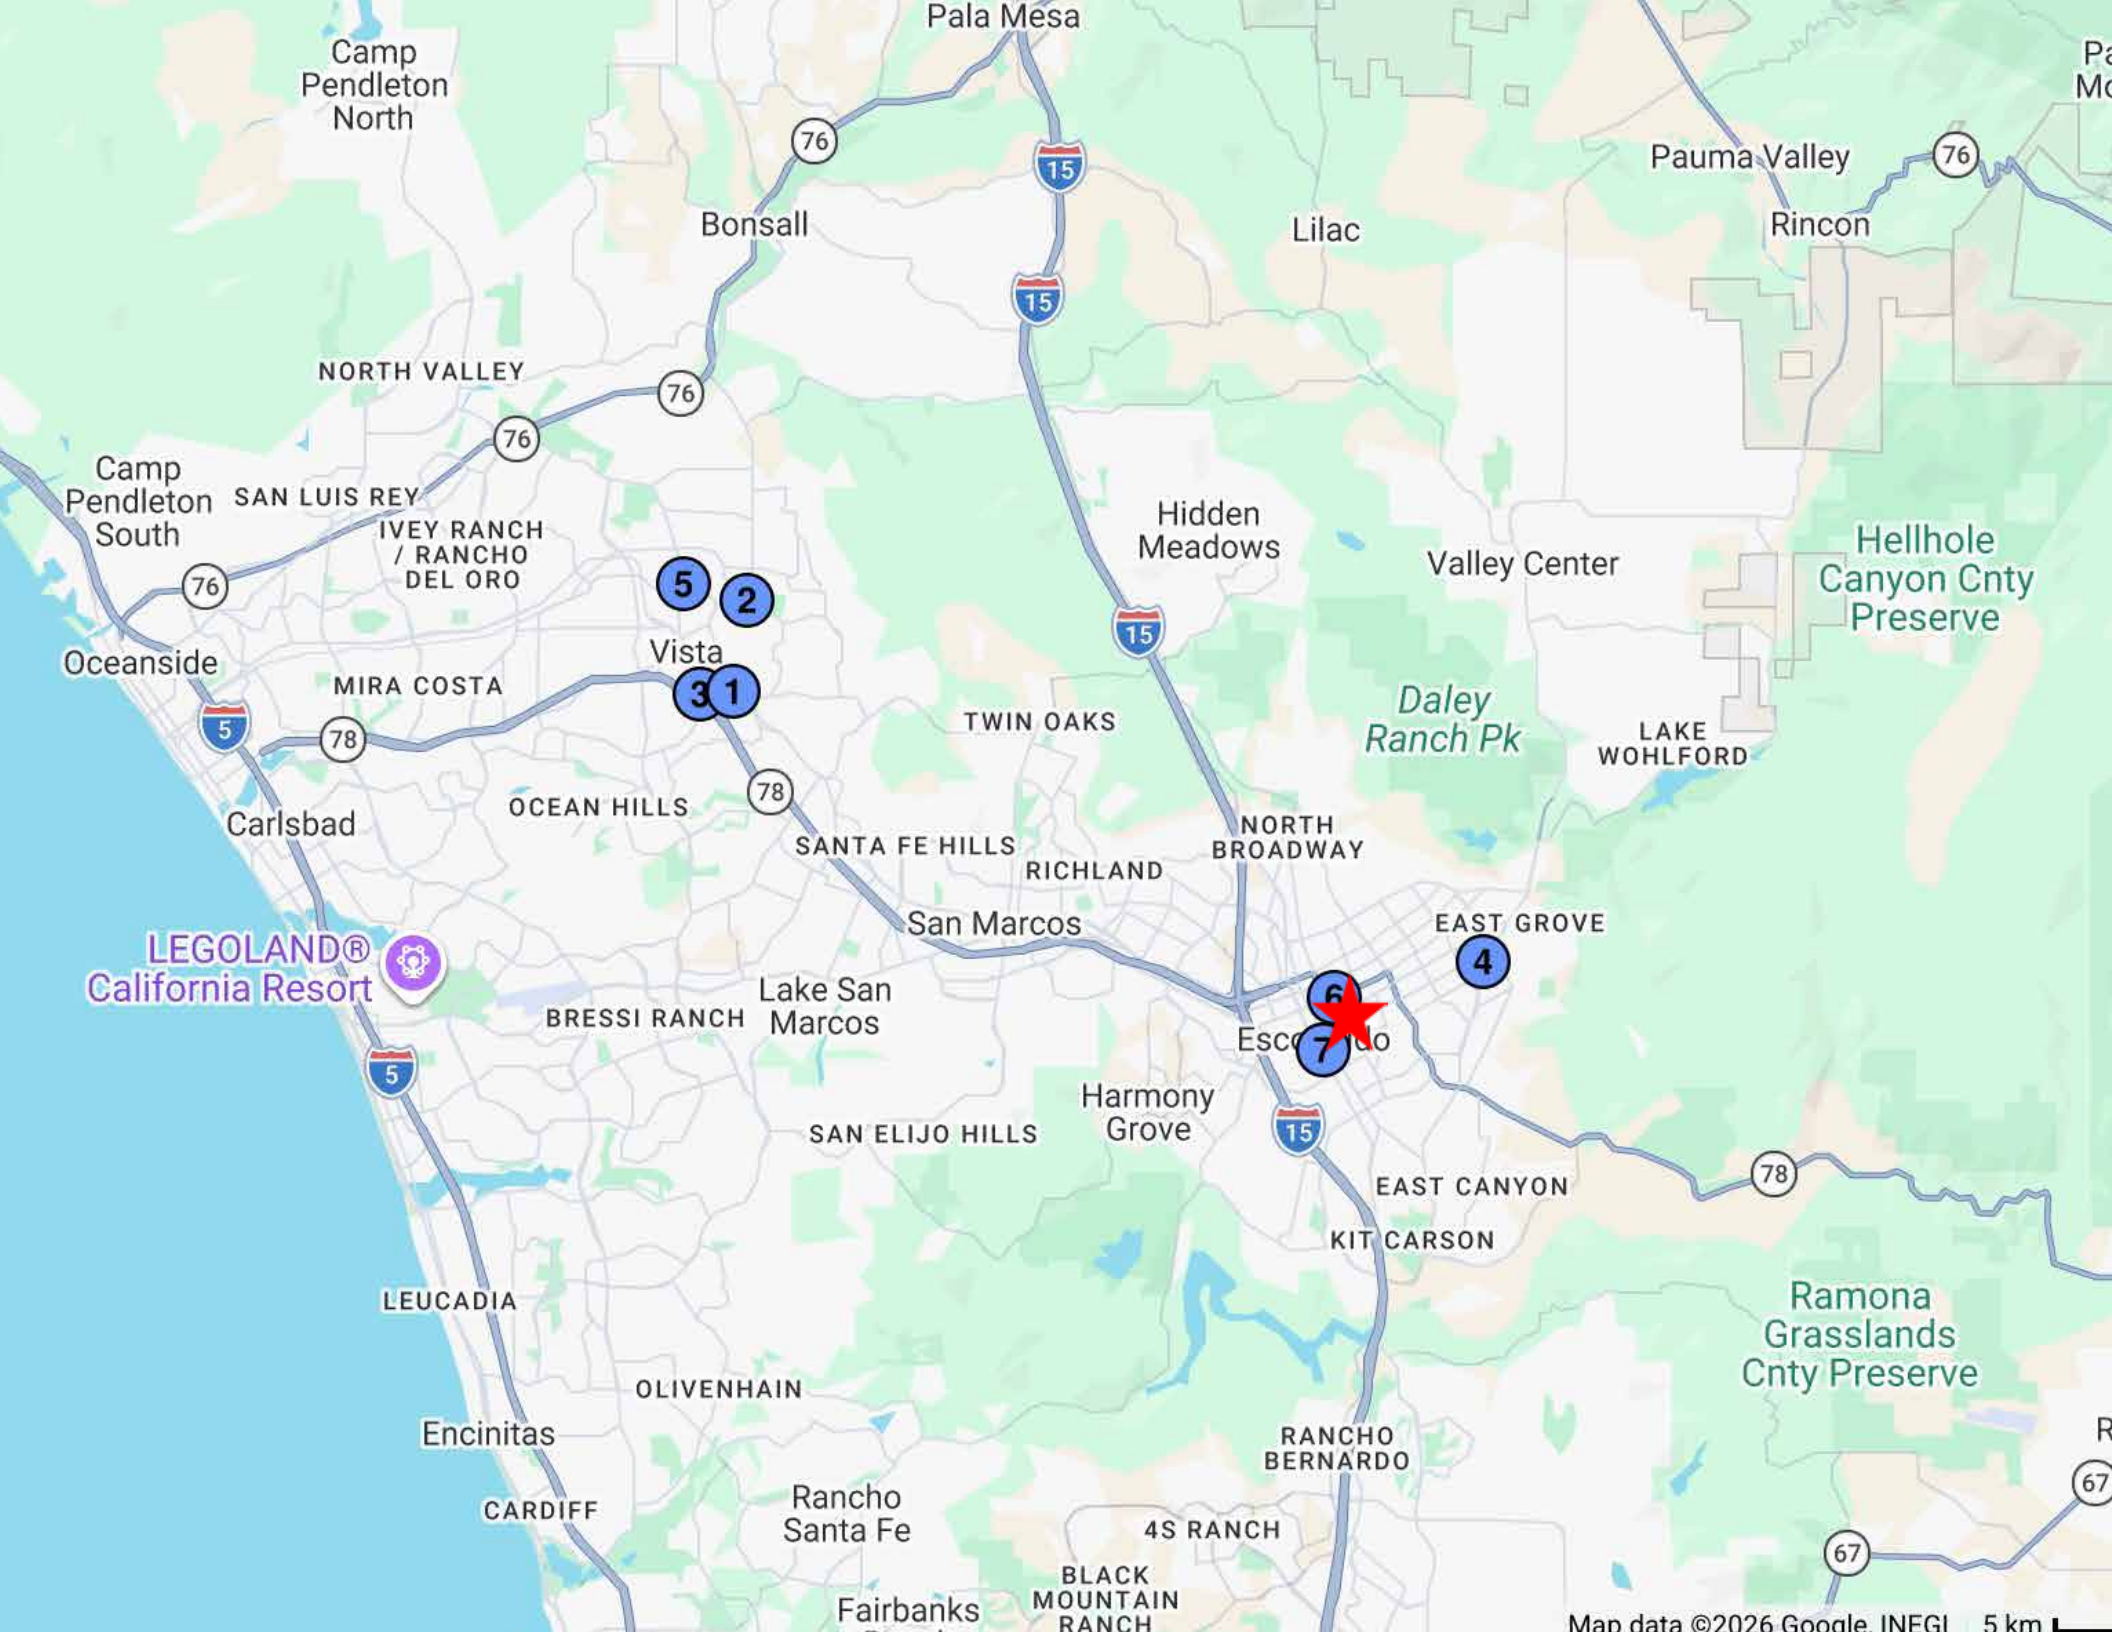 Pala Mesa
Camp
Pendleton
North
76
15
Pauma Valley
76
Bonsall
Lilac
Rincon
15
NORTH VALLEY
76
76
Camp
Pendleton
South
SAN LUIS REY
IVEY RANCH
/ RANCHO
DEL ORO
Hidden
Meadows
Valley Center
Hellhole
Canyon Cnty
Preserve
76
5
2
15
Vista
Oceanside
MIRA COSTA
3
1
5
78
TWIN OAKS
Daley
Ranch Pk
LAKE
WOHLFORD
78
OCEAN HILLS
Carlsbad
SANTA FE HILLS
RICHLAND
NORTH
BROADWAY
San Marcos
EAST GROVE
LEGOLAND®
California Resort
4
6
Lake San
Marcos
BRESSI RANCH
7
5
Harmony
Grove
SAN ELIJO HILLS
15
78
EAST CANYON
KIT CARSON
LEUCADIA
Ramona
Grasslands
Cnty Preserve
OLIVENHAIN
Encinitas
RANCHO
BERNARDO
67
Rancho
Santa Fe
CARDIFF
4S RANCH
67
BLACK
MOUNTAIN
RANCH
Fairbanks
Map data ©2026 Google, INEGI
5 km